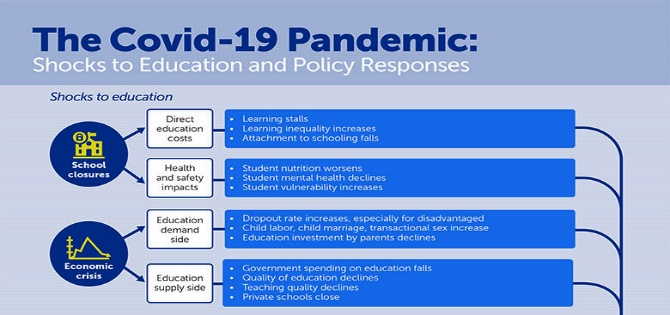 The Covid-19 Pandemic:
Shocks to Education and Policy Responses
Shocks to education
School
closures
Direct
education
costs
• Learning stalls
• Learning inequality increases
• Attachment to schooling falls
Health
and safety
impacts
• Student nutrition worsens
• Student mental health declines
• Student vulnerability increases
Economic
crisis
Education
demand
side
• Dropout rate increases, especially for disadvantaged
• Child labor, child marriage, transactional sex increase
• Education investment by parents declines
Education
supply side
• Government spending on education falls
• Quality of education declines
• Teaching quality declines
• Private schools close